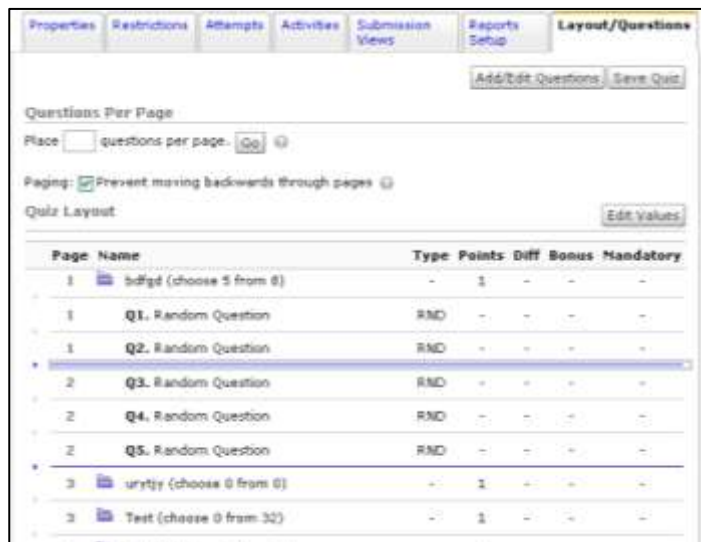 Properties Restrictions Attempts Activities Submission Views Reports Setup Layout/Questions
Add/Edit Questions Save Quiz
Questions Per Page
Place questions per page. Go
Paging: Prevent moving backwards through pages
Quiz Layout Edit Values
Page Name Type Points Diff Bonus Mandatory
1 bdfgd (choose 5 from 8) - 1 - - -
1 Q1. Random Question RND - - - -
1 Q2. Random Question RND - - - -
2 Q3. Random Question RND - - - -
2 Q4. Random Question RND - - - -
2 Q5. Random Question RND - - - -
3 urytjy (choose 0 from 0) - 1 - - -
3 Test (choose 0 from 32) - 1 - - -